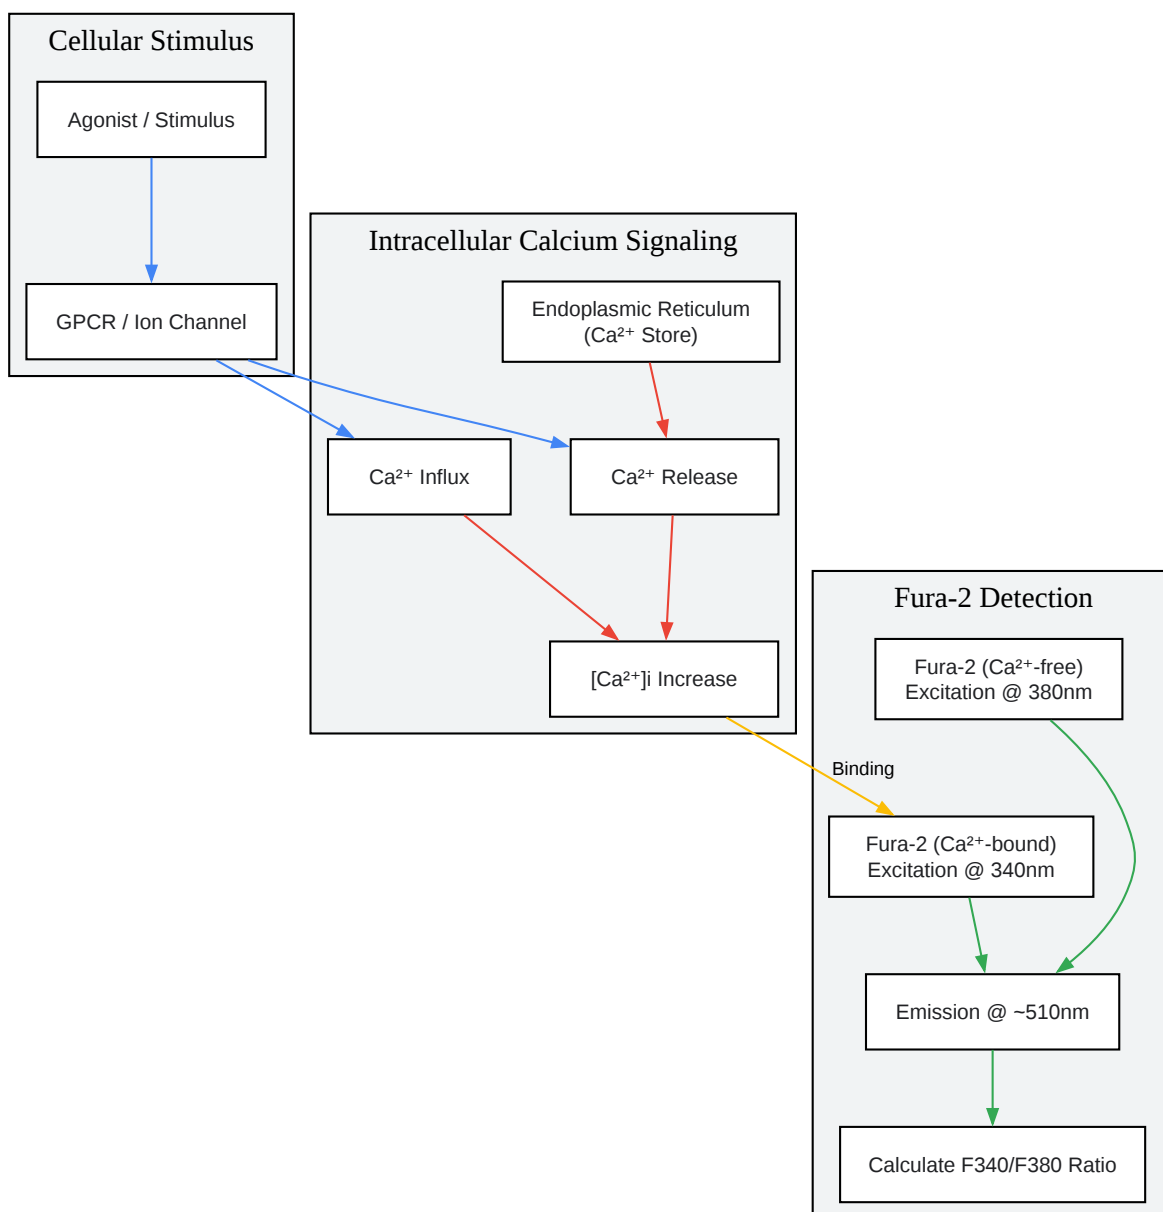 Cellular Stimulus
Agonist / Stimulus
GPCR / Ion Channel
Intracellular Calcium Signaling
Endoplasmic Reticulum
(Ca²⁺ Store)
Ca²⁺ Influx
Ca²⁺ Release
[Ca²⁺]i Increase
Fura-2 Detection
Fura-2 (Ca²⁺-free)
Excitation @ 380nm
Binding
Fura-2 (Ca²⁺-bound)
Excitation @ 340nm
Emission @ ~510nm
Calculate F340/F380 Ratio